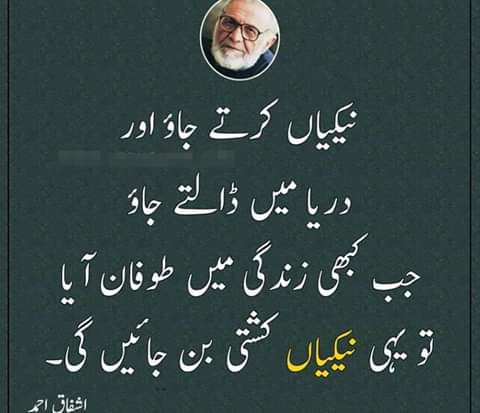 نیکیاں کرتے جاؤ اور
دریا میں ڈالتے جاؤ
جب کبھی زندگی میں طوفان آیا
تو یہی نیکیاں کشتی بن جائیں گی۔
اشفاق احمد